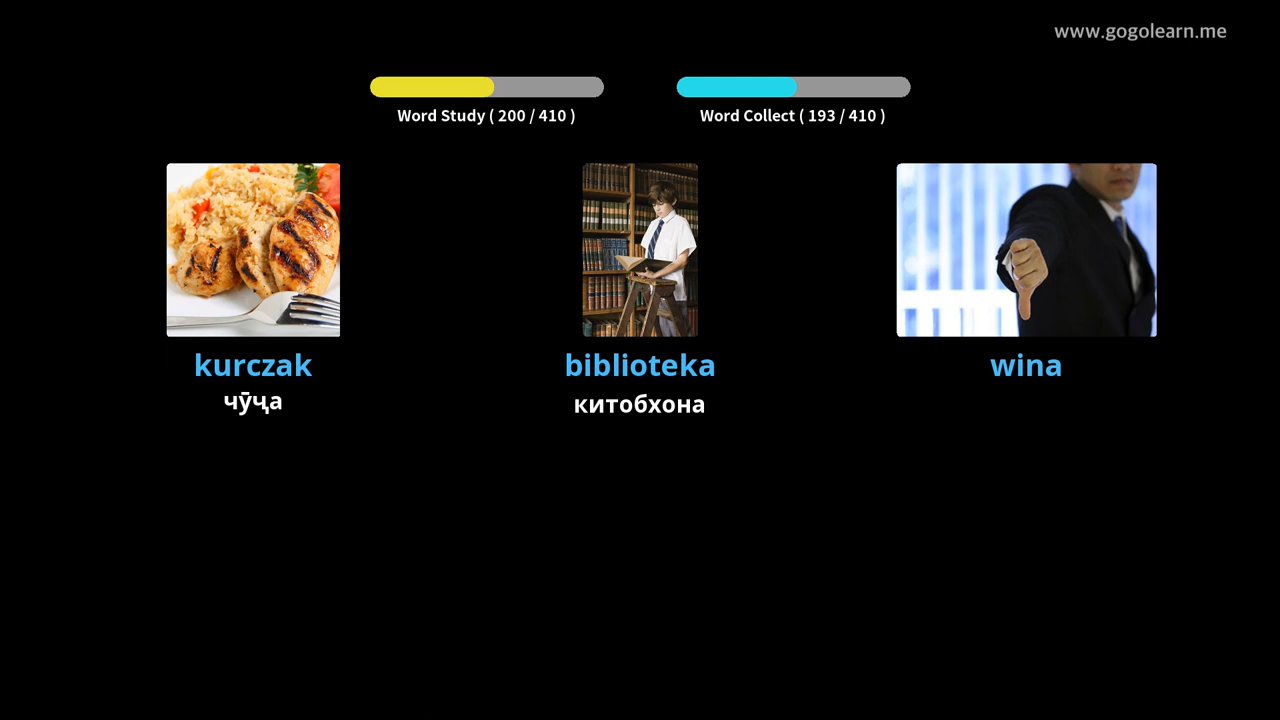 www.gogolearn.me
Word Study ( 200 / 410 )
Word Collect ( 193 / 410 )
kurczak
biblioteka
wina
чӯҷа
китобхона